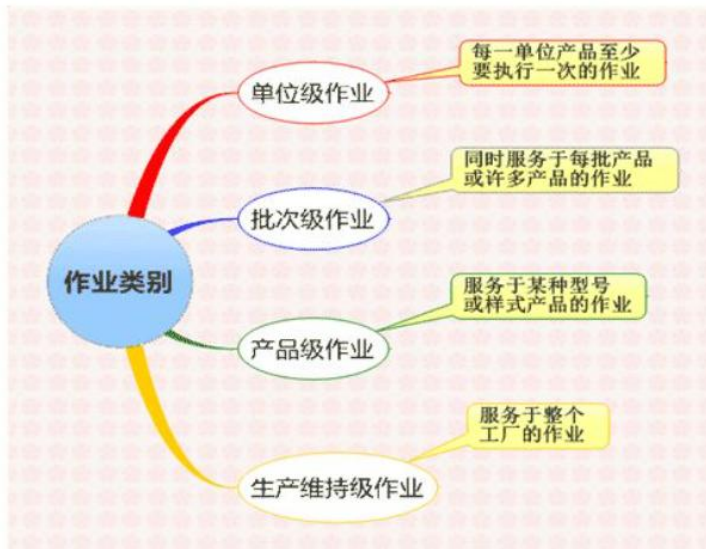 每一单位产品至少
要执行一次的作业
单位级作业
同时服务于每批产品
或许多产品的作业
批次级作业
作业类别
服务于某种型号
或样式产品的作业
产品级作业
服务于整个
工厂的作业
生产维持级作业